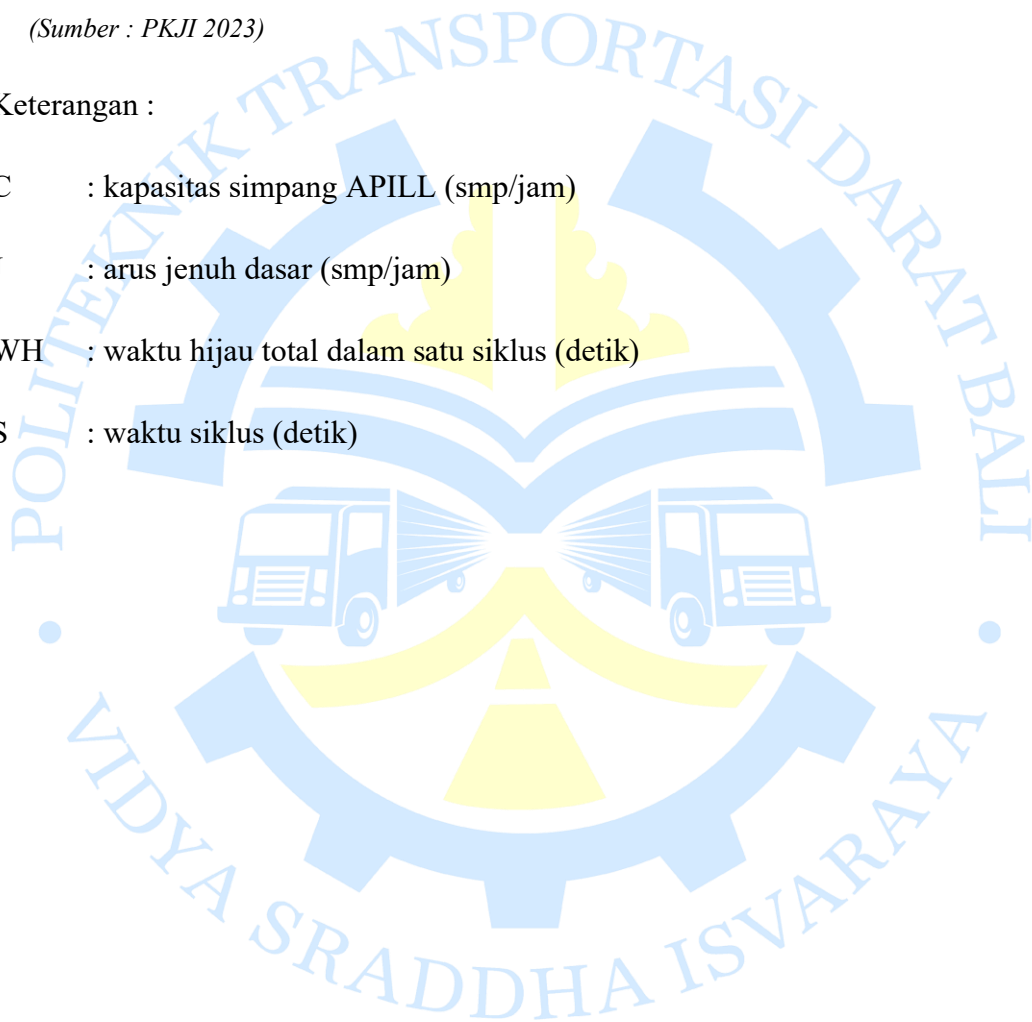 (Sumber : PKJI 2023)
Keterangan :
C : kapasitas simpang APILL (smp/jam)
: arus jenuh dasar (smp/jam)
WH : waktu hijau total dalam satu siklus (detik)
S : waktu siklus (detik)
POLITEKNIK TRANSPORTASI DARAT BALI
VIDYA SRADDHA ISVARAYA